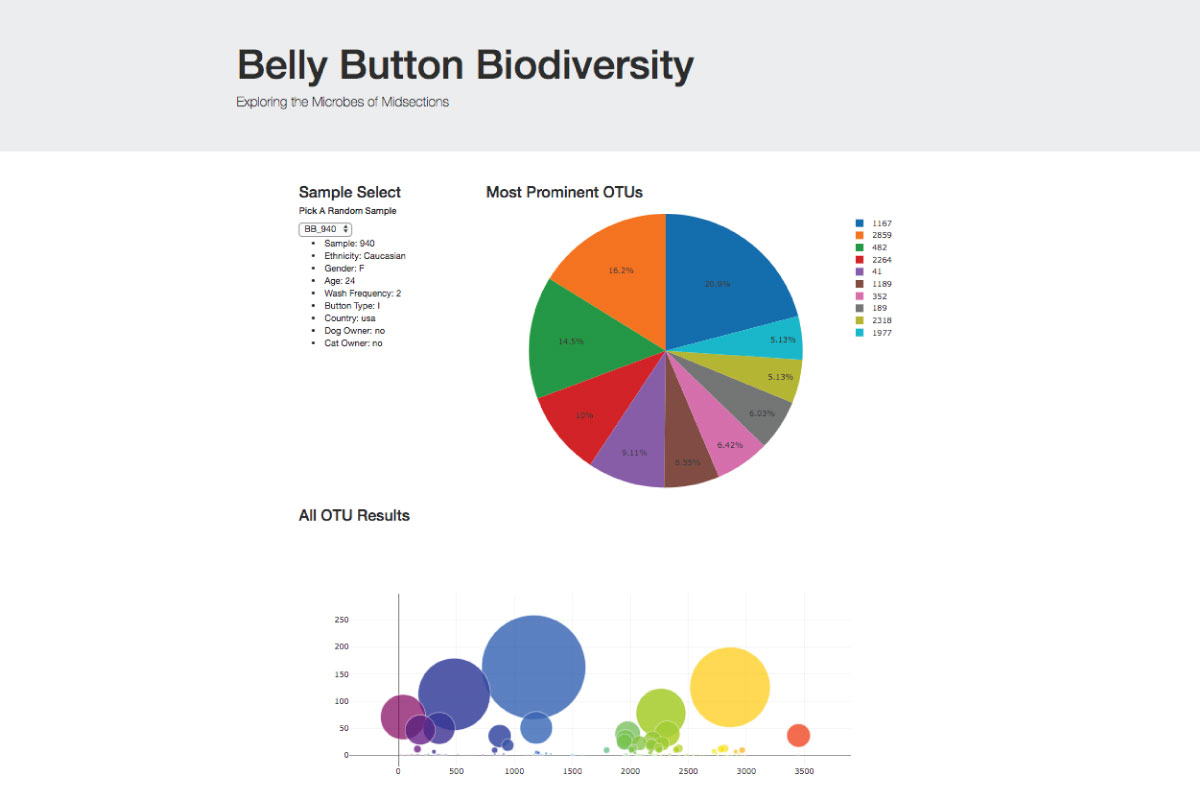 Belly Button Biodiversity
Exploring the Microbes of Midsections
Sample Select
Pick A Random Sample
BB_940
Sample: 940
Ethnicity: Caucasian
Gender: F
Age: 24
Wash Frequency: 2
Button Type: I
Country: usa
Dog Owner: no
Cat Owner: no
Most Prominent OTUs
20.9%
16.2%
14.5%
10%
9.11%
6.42%
6.03%
5.13%
5.13%
1167
2859
482
2264
41
1189
352
189
2318
1977
All OTU Results
250
200
150
100
50
0
0
500
1000
1500
2000
2500
3000
3500